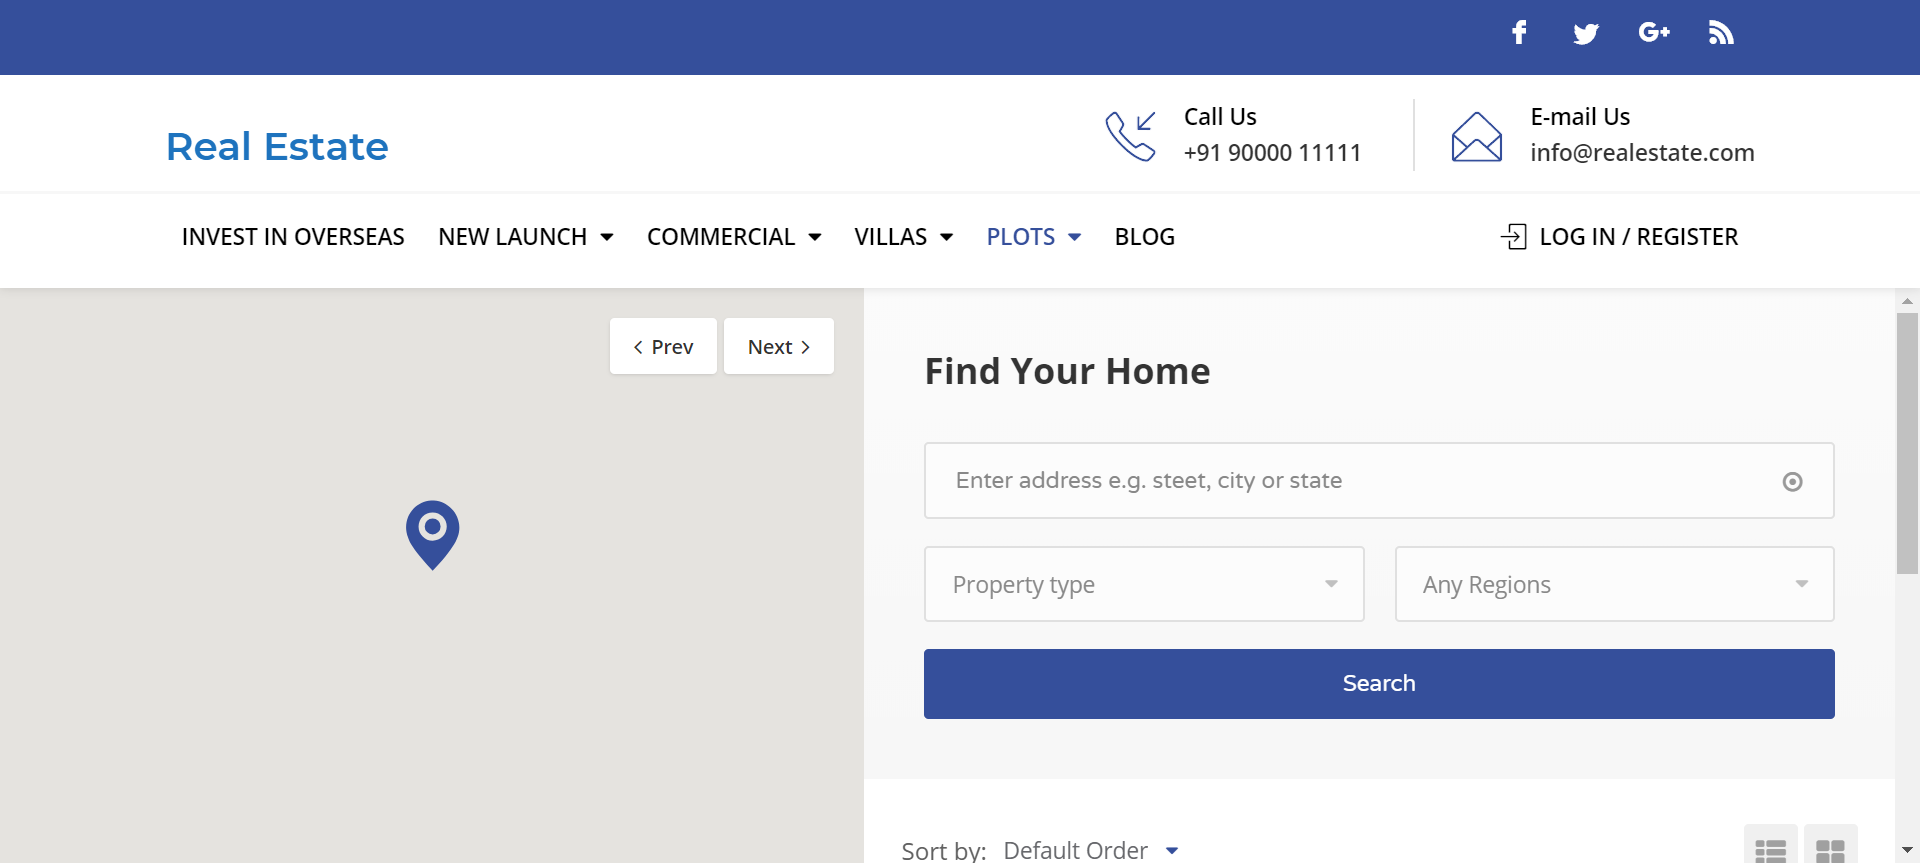 Real Estate
Call Us
+91 90000 11111
E-mail Us
info@realestate.com
INVEST IN OVERSEAS NEW LAUNCH COMMERCIAL VILLAS PLOTS BLOG LOG IN / REGISTER
Prev Next
Find Your Home
Enter address e.g. steet, city or state
Property type Any Regions
Search
Sort by: Default Order